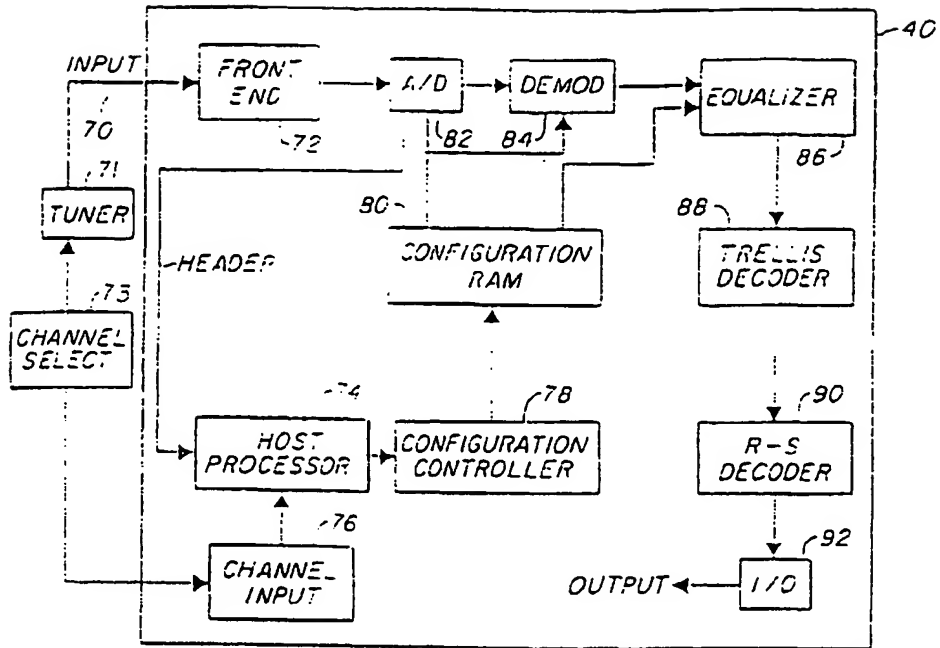 40
INPUT
FRONT
END
A/D
DEMOD
EQUALIZER
70
72
82
84
86
71
TUNER
80
88
HEADER
CONFIGURATION
RAM
TRELLIS
DECODER
73
CHANNEL
SELECT
74
78
90
HOST
PROCESSOR
CONFIGURATION
CONTROLLER
R-S
DECODER
76
92
CHANNEL
INPUT
OUTPUT
I/O